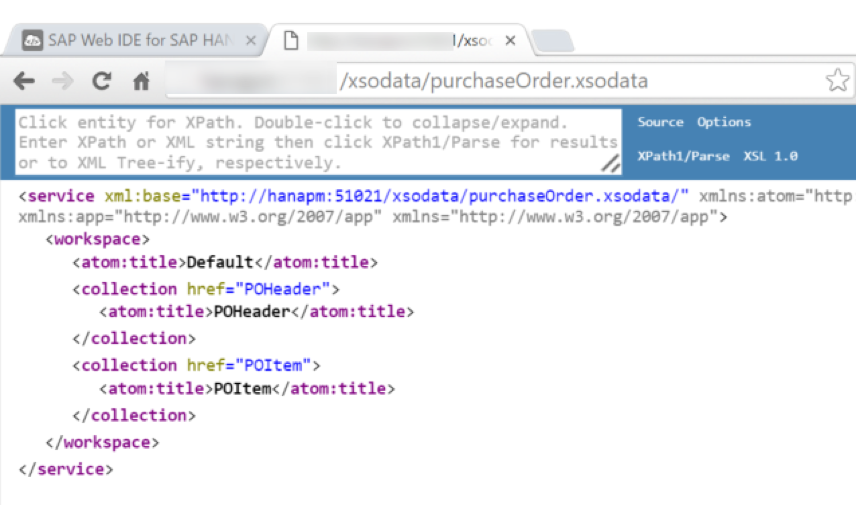 SAP Web IDE for SAP HAN
l/xso
/xsodata/purchaseOrder.xsodata
Click entity for XPath. Double-click to collapse/expand.
Enter XPath or XML string then click XPath1/Parse for results
or to XML Tree-ify, respectively.
Source Options
XPath1/Parse XSL 1.0
<service xml:base="http://hanapm:51021/xsodata/purchaseOrder.xsodata/" xmlns:atom="http
xmlns:app="http://www.w3.org/2007/app" xmlns="http://www.w3.org/2007/app">
<workspace>
<atom:title>Default</atom:title>
<collection href="POHeader">
<atom:title>POHeader</atom:title>
</collection>
<collection href="POItem">
<atom:title>POItem</atom:title>
</collection>
</workspace>
</service>